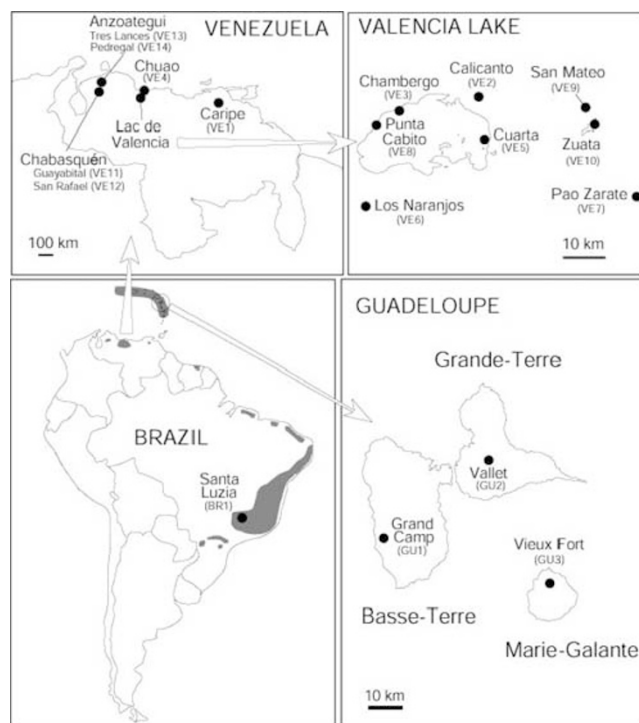 VENEZUELA
Anzoategui
Tres Lances (VE13)
Pedregal (VE14)
Chuao
(VE4)
Caripe
(VE1)
Lac de
Valencia
Chabasquén
Guayabital (VE11)
San Rafael (VE12)
100 km
VALENCIA LAKE
Calicanto
(VE2)
San Mateo
(VE9)
Chambergo
(VE3)
Punta
Cabito
(VE8)
Cuarta
(VE5)
Zuata
(VE10)
Los Naranjos
(VE6)
Pao Zarate
(VE7)
10 km
BRAZIL
Santa
Luzia
(BR1)
GUADELOUPE
Grande-Terre
Vallet
(GU2)
Grand
Camp
(GU1)
Vieux Fort
(GU3)
Basse-Terre
Marie-Galante
10 km